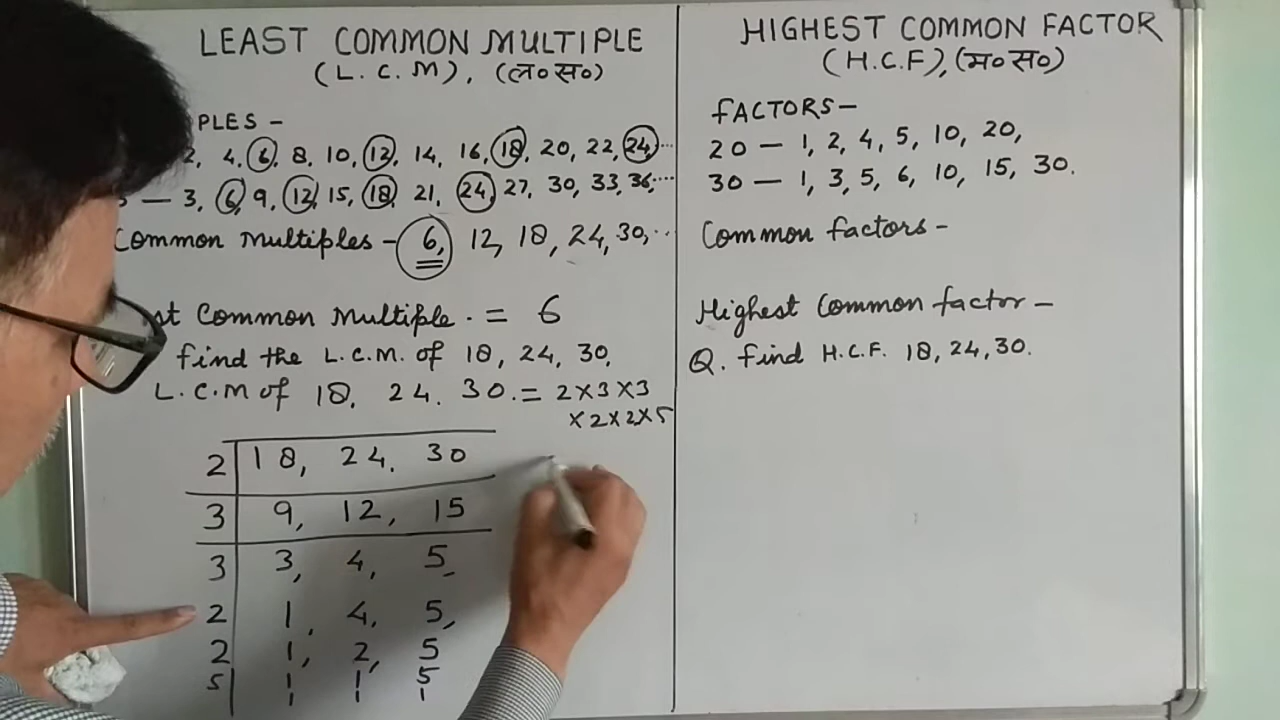 LEAST COMMON MULTIPLE
(L.C.M), (ल०स०)
PLES -
2, 4, 6, 8, 10, 12, 14, 16, 18, 20, 22, 24, ...
— 3, 6, 9, 12, 15, 18, 21, 24, 27, 30, 33, 36, ...
Common Multiples - 6, 12, 18, 24, 30, ..
st Common Multiple. = 6
find the L.C.M. of 18, 24, 30.
L.C.M of 18, 24. 30. = 2×3×3
×2×2×5
2 | 18, 24. 30
3 | 9, 12, 15
3 | 3, 4, 5
2 | 1, 4, 5,
2 | 1, 2, 5
5 | 1 1 5
1 1 1
HIGHEST COMMON FACTOR
(H.C.F), (म०स०)
FACTORS —
20 — 1, 2, 4, 5, 10, 20,
30 — 1, 3, 5, 6, 10, 15, 30.
Common factors -
Highest Common factor —
Q. find H.C.F. 18, 24, 30.